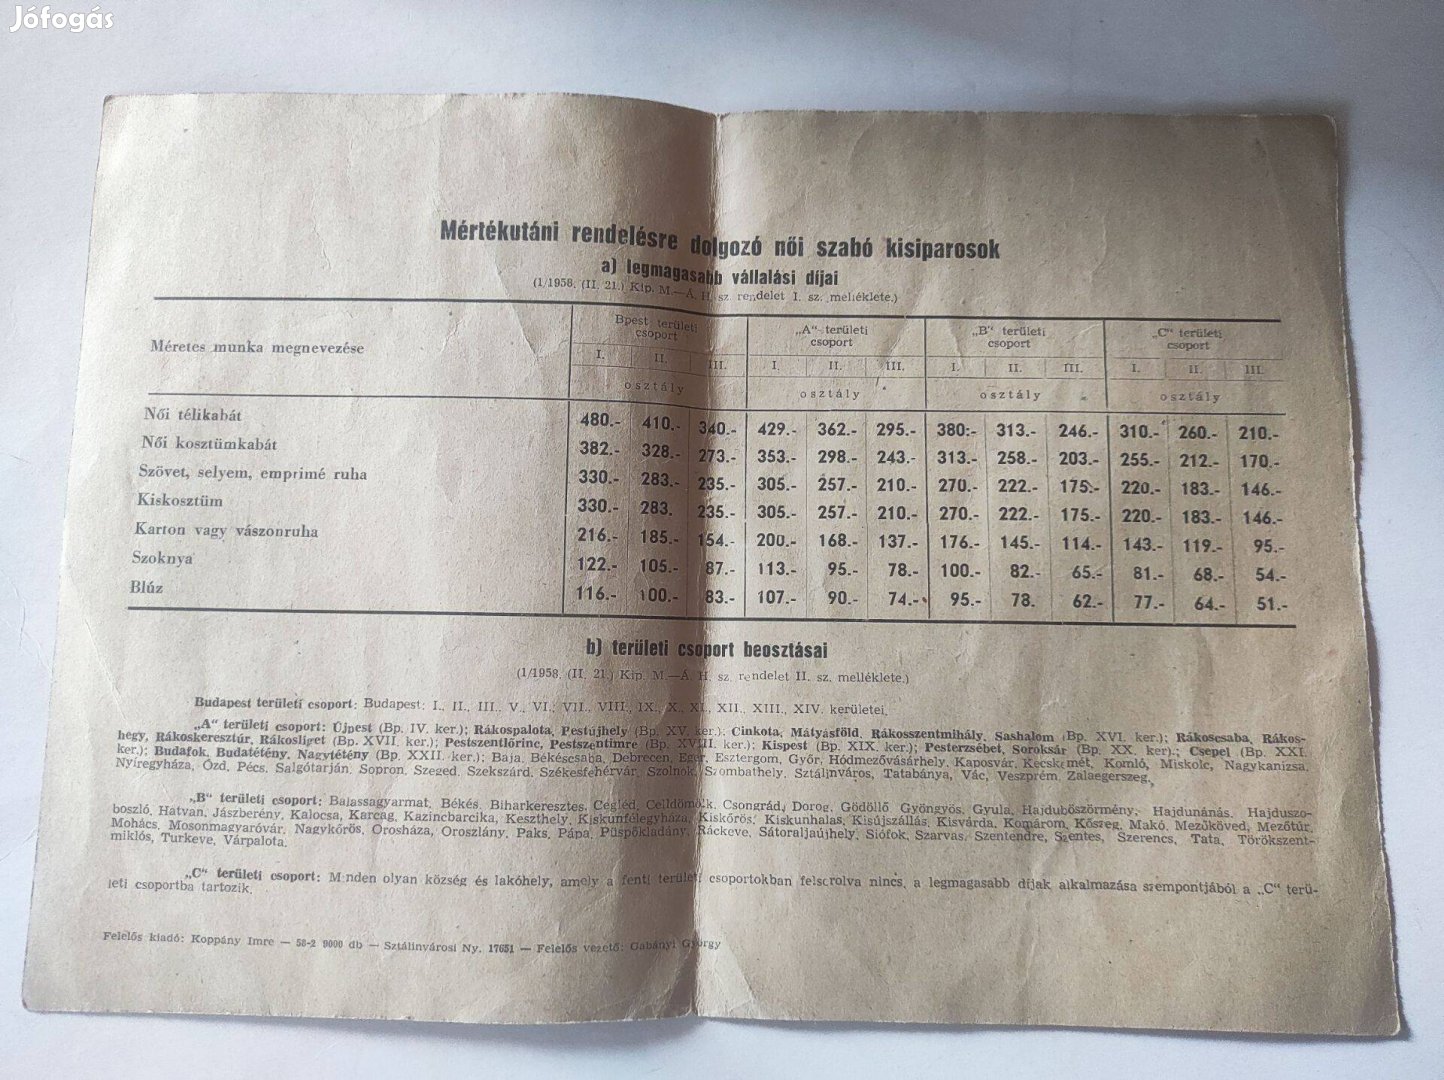 Jófogás
Mértékutáni rendelésre dolgozó női szabó kisiparosok
a) legmagasabb vállalási díjai
(1/1958. (II. 21.) Kip. M.—Á. H. sz. rendelet I. sz. melléklete.)
Méretes munka megnevezése
Bpest területi csoport
„A“ területi csoport
„B“ területi csoport
„C“ területi csoport
I. II. III. I. II. III. I. II. III. I. II. III.
osztály osztály osztály osztály
Női télikabát 480.- 410.- 340.- 429.- 362.- 295.- 380.- 313.- 246.- 310.- 260.- 210.-
Női kosztümkabát 382.- 328.- 273.- 353.- 298.- 243.- 313.- 258.- 203.- 255.- 212.- 170.-
Szövet, selyem, emprimé ruha 330.- 283.- 235.- 305.- 257.- 210.- 270.- 222.- 175.- 220.- 183.- 146.-
Kiskosztüm 330.- 283. 235.- 305.- 257.- 210.- 270.- 222.- 175.- 220.- 183.- 146.-
Karton vagy vászonruha 216.- 185.- 154.- 200.- 168.- 137.- 176.- 145.- 114.- 143.- 119.- 95.-
Szoknya 122.- 105.- 87.- 113.- 95.- 78.- 100.- 82.- 65.- 81.- 68.- 54.-
Blúz 116.- 100.- 83.- 107.- 90.- 74.- 95.- 78. 62.- 77.- 64.- 51.-
b) területi csoport beosztásai
(1/1958. (II. 21.) Kip. M.—Á. H. sz. rendelet II. sz. melléklete.)
Budapest területi csoport: Budapest: I., II., III., V., VI., VII., VIII., IX., X., XI., XII., XIII., XIV. kerületei.
„A“ területi csoport: Újpest (Bp. IV. ker.); Rákospalota, Pestújhely (Bp. XV. ker.); Cinkota, Mátyásföld, Rákosszentmihály, Sashalom (Bp. XVI. ker.); Rákoscsaba, Rákos-
hegy, Rákoskeresztúr, Rákosliget (Bp. XVII. ker.); Pestszentlőrinc, Pestszentimre (Bp. XVIII. ker.); Kispest (Bp. XIX. ker.); Pesterzsébet, Soroksár (Bp. XX. ker.); Csepel (Bp. XXI.
ker.); Budafok, Budatétény, Nagytétény (Bp. XXII. ker.); Baja, Békéscsaba, Debrecen, Eger, Esztergom, Győr, Hódmezővásárhely, Kaposvár, Kecskemét, Komló, Miskolc, Nagykanizsa,
Nyíregyháza, Ózd, Pécs, Salgótarján, Sopron, Szeged, Szekszárd, Székesfehérvár, Szolnok, Szombathely, Sztálinváros, Tatabánya, Vác, Veszprém, Zalaegerszeg.
„B“ területi csoport: Balassagyarmat, Békés, Biharkeresztes, Cegléd, Celldömölk, Csongrád, Dorog, Gödöllő, Gyöngyös, Gyula, Hajduböszörmény, Hajdunánás, Hajduszo-
boszló, Hatvan, Jászberény, Kalocsa, Karcag, Kazincbarcika, Keszthely, Kiskunfélegyháza, Kiskőrös, Kiskunhalas, Kisújszállás, Kisvárda, Komárom, Kőszeg, Makó, Mezőköved, Mezőtúr,
Mohács, Mosonmagyaróvár, Nagykőrös, Orosháza, Oroszlány, Paks, Pápa, Püspökladány, Ráckeve, Sátoraljaújhely, Siófok, Szarvas, Szentendre, Szentes, Szerencs, Tata, Törökszent-
miklós, Turkeve, Várpalota.
„C“ területi csoport: Minden olyan község és lakóhely, amely a fenti területi csoportokban felsorolva nincs, a legmagasabb díjak alkalmazása szempontjából a „C“ terü-
leti csoportba tartozik.
Felelős kiadó: Koppány Imre — 58-2 9000 db — Sztálinvárosi Ny. 17651 — Felelős vezető: Gabányi György